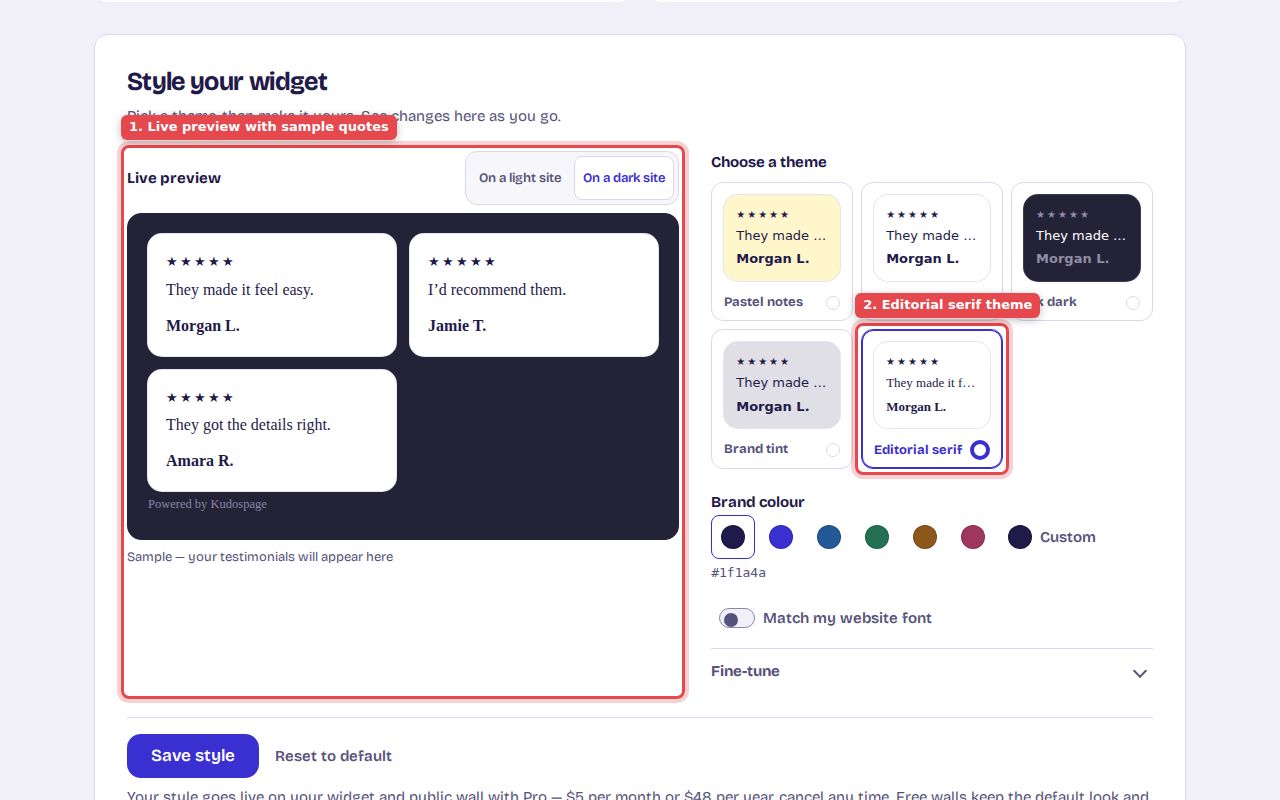 Style your widget
Pick a theme, then make it yours. See changes here as you go.
1. Live preview with sample quotes
Live preview
On a light site
On a dark site
★★★★★
They made it feel easy.
Morgan L.
★★★★★
I’d recommend them.
Jamie T.
★★★★★
They got the details right.
Amara R.
Powered by Kudospage
Sample — your testimonials will appear here
Choose a theme
★★★★★
They made …
Morgan L.
Pastel notes
★★★★★
They made …
Morgan L.
★★★★★
They made …
Morgan L.
dark
2. Editorial serif theme
★★★★★
They made …
Morgan L.
Brand tint
★★★★★
They made it f…
Morgan L.
Editorial serif
Brand colour
Custom
#1f1a4a
Match my website font
Fine-tune
Save style
Reset to default
Your style goes live on your widget and public wall with Pro — $5 per month or $48 per year, cancel any time. Free walls keep the default look and